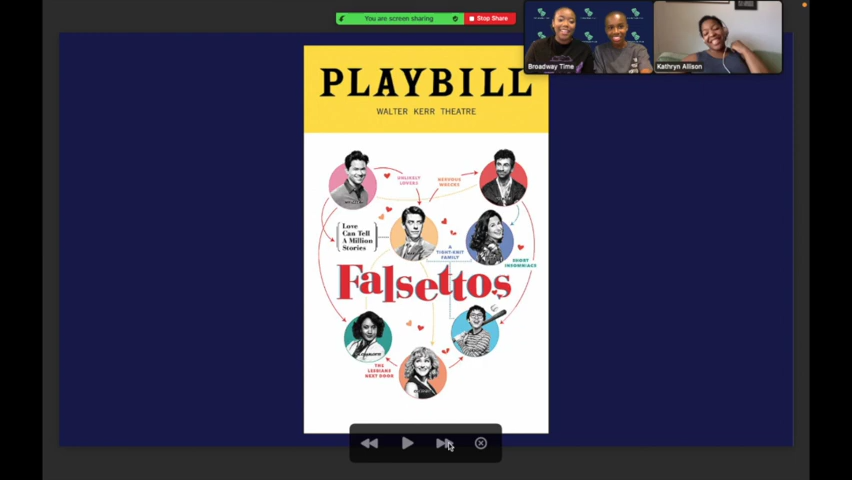 You are screen sharing
Stop Share
Broadway Time
Kathryn Allison
PLAYBILL
WALTER KERR THEATRE
UNLIKELY
LOVERS
NERVOUS
WRECKS
Love
Can Tell
A Million
Stories
A
TIGHT-KNIT
FAMILY
SHORT
INSOMNIACS
Falsettos
THE
LESBIANS
NEXT DOOR